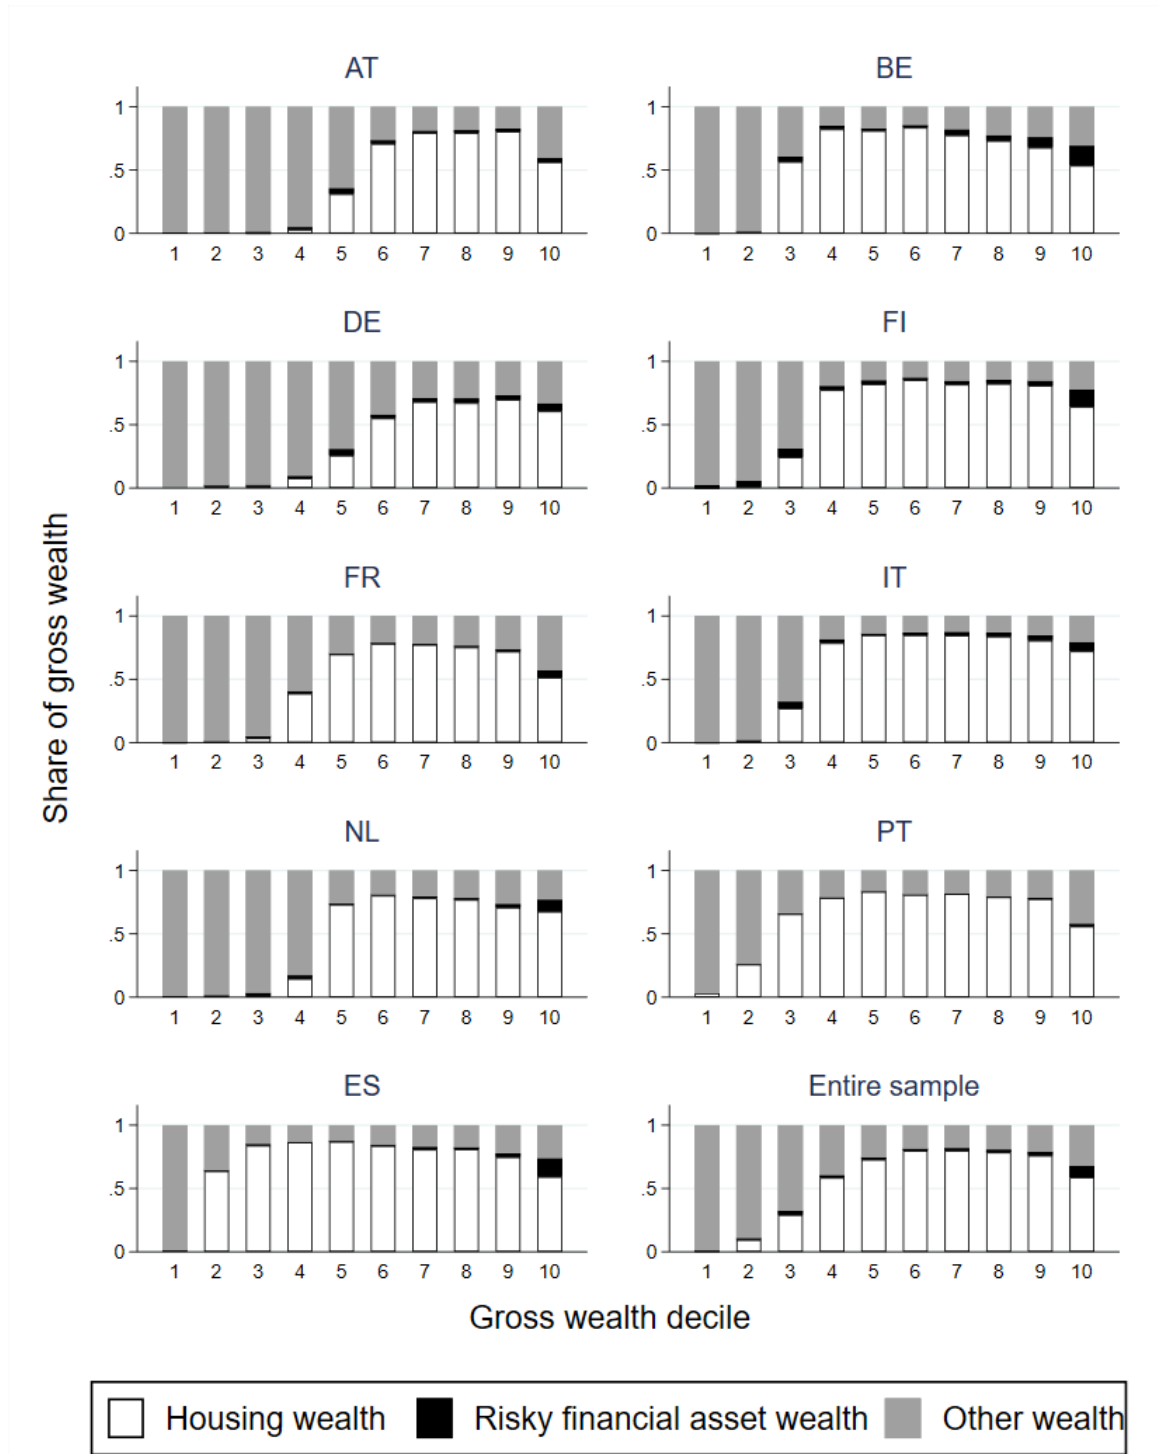 AT
1
.5
0
1 2 3 4 5 6 7 8 9 10
BE
1
.5
0
1 2 3 4 5 6 7 8 9 10
DE
1
.5
0
1 2 3 4 5 6 7 8 9 10
FI
1
.5
0
1 2 3 4 5 6 7 8 9 10
FR
1
.5
0
1 2 3 4 5 6 7 8 9 10
IT
1
.5
0
1 2 3 4 5 6 7 8 9 10
NL
1
.5
0
1 2 3 4 5 6 7 8 9 10
PT
1
.5
0
1 2 3 4 5 6 7 8 9 10
ES
1
.5
0
1 2 3 4 5 6 7 8 9 10
Entire sample
1
.5
0
1 2 3 4 5 6 7 8 9 10
Share of gross wealth
Gross wealth decile
Housing wealth Risky financial asset wealth Other wealth